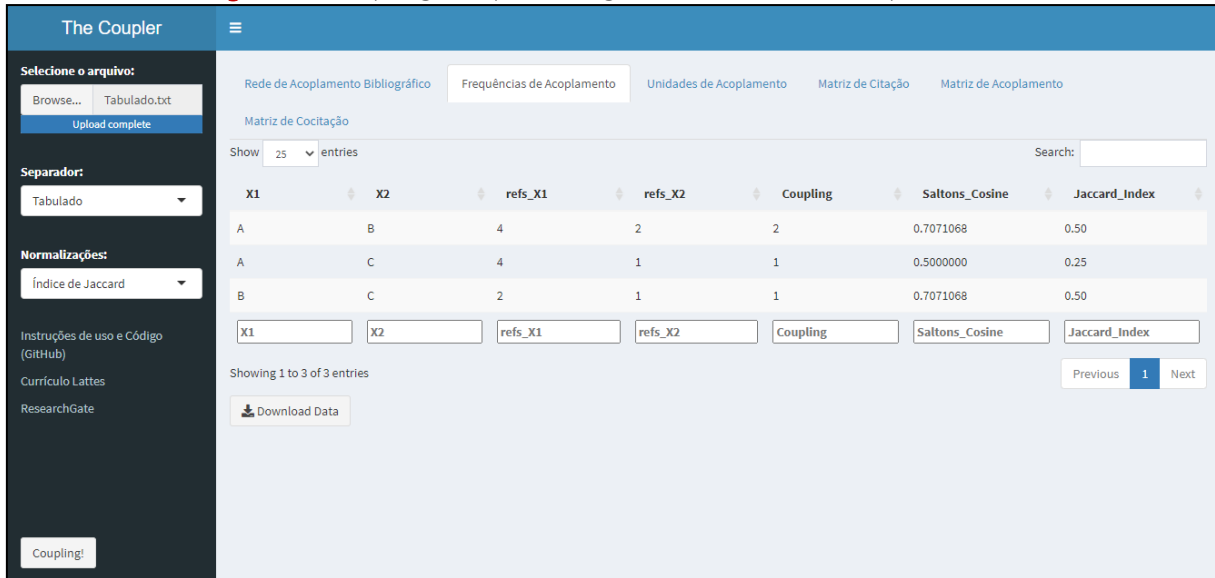 The Coupler
Selecione o arquivo:
Browse... Tabulado.txt
Upload complete
Separador:
Tabulado
Normalizações:
Índice de Jaccard
Instruções de uso e Código
(GitHub)
Currículo Lattes
ResearchGate
Coupling!
Rede de Acoplamento Bibliográfico Frequências de Acoplamento Unidades de Acoplamento Matriz de Citação Matriz de Acoplamento
Matriz de Cocitação
Show 25 entries Search:
X1 X2 refs_X1 refs_X2 Coupling Saltons_Cosine Jaccard_Index
A B 4 2 2 0.7071068 0.50
A C 4 1 1 0.5000000 0.25
B C 2 1 1 0.7071068 0.50
X1 X2 refs_X1 refs_X2 Coupling Saltons_Cosine Jaccard_Index
Showing 1 to 3 of 3 entries Previous 1 Next
Download Data